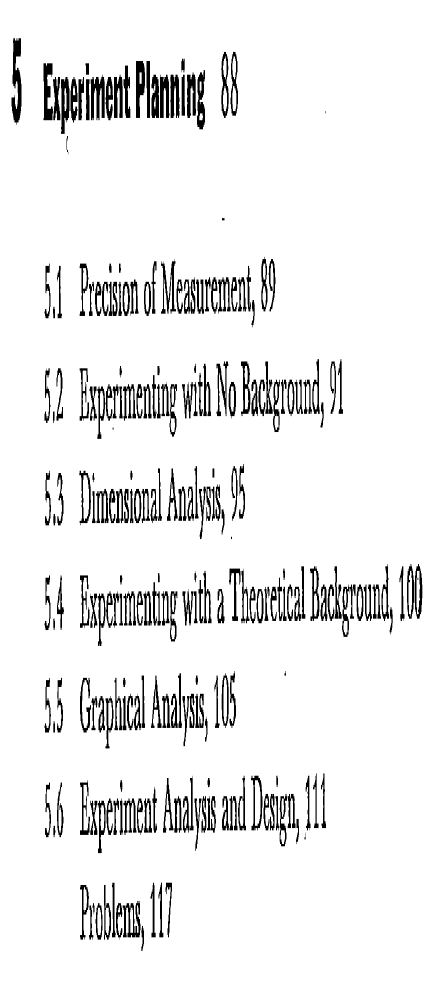 5 Experiment Planning 88
5.1 Precision of Measurement, 89
5.2 Experimenting with No Background, 91
5.3 Dimensional Analysis, 95
5.4 Experimenting with a Theoretical Background, 100
5.5 Graphical Analysis, 105
5.6 Experiment Analysis and Design, 111
Problems, 117